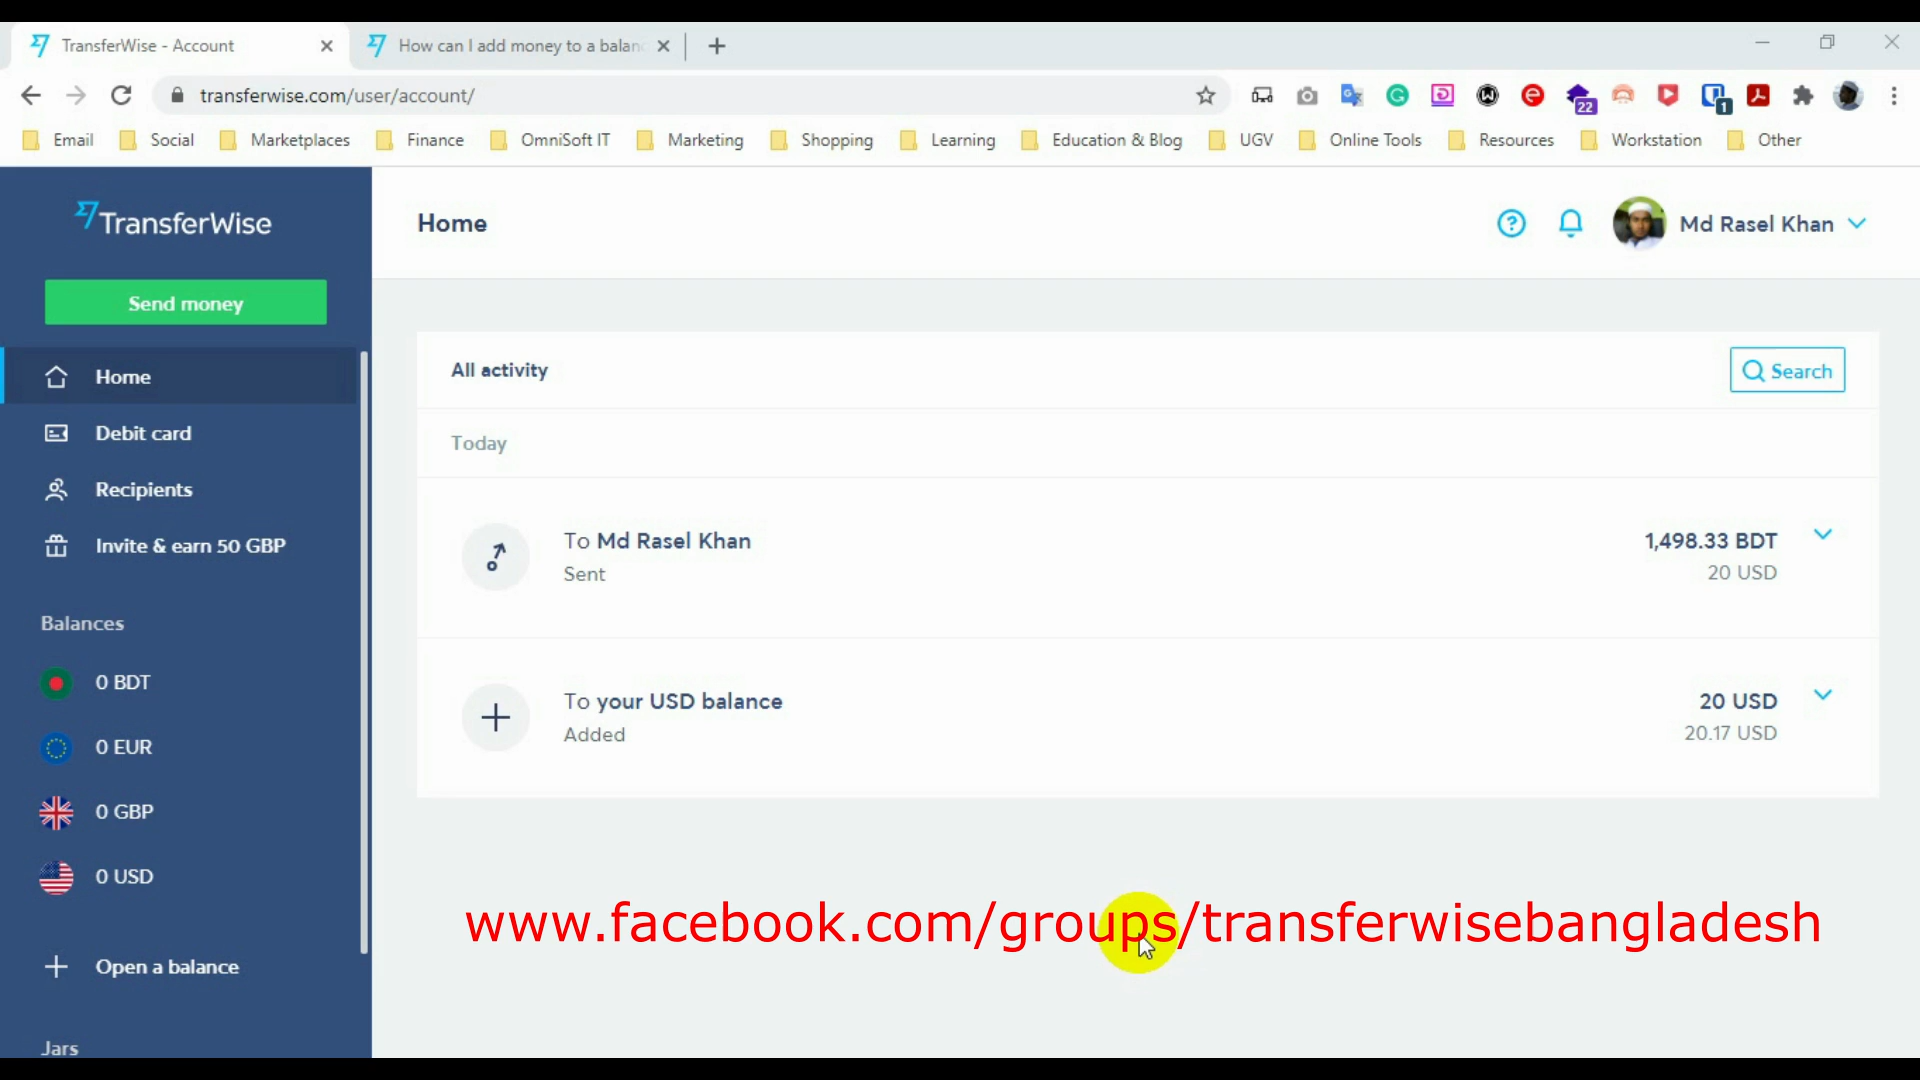 TransferWise - Account
How can I add money to a balan
transferwise.com/user/account/
22
1
Email Social Marketplaces Finance OmniSoft IT Marketing Shopping Learning Education & Blog UGV Online Tools Resources Workstation Other
TransferWise
Home
Md Rasel Khan
Send money
Home
Debit card
Recipients
Invite & earn 50 GBP
Balances
0 BDT
0 EUR
0 GBP
0 USD
Open a balance
Jars
All activity
Search
Today
To Md Rasel Khan
1,498.33 BDT
Sent
20 USD
To your USD balance
20 USD
Added
20.17 USD
www.facebook.com/groups/transferwisebangladesh